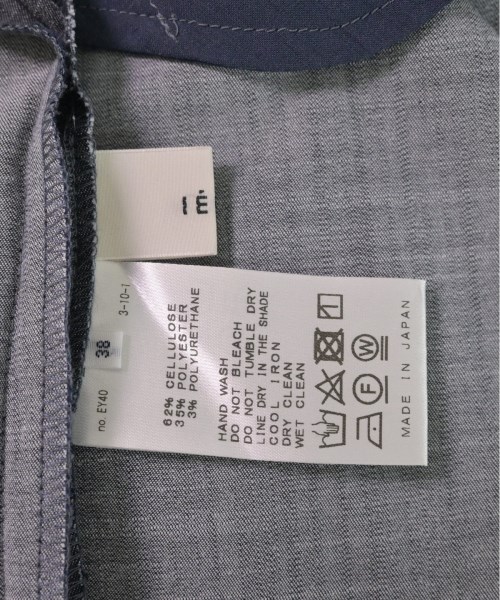 m̄.
no. EY40
38
3-10-1
62% CELLULOSE
35% POLYESTER
3% POLYURETHANE
HAND WASH
DO NOT BLEACH
DO NOT TUMBLE DRY
LINE DRY IN THE SHADE
COOL IRON
DRY CLEAN
WET CLEAN
F W
MADE IN JAPAN